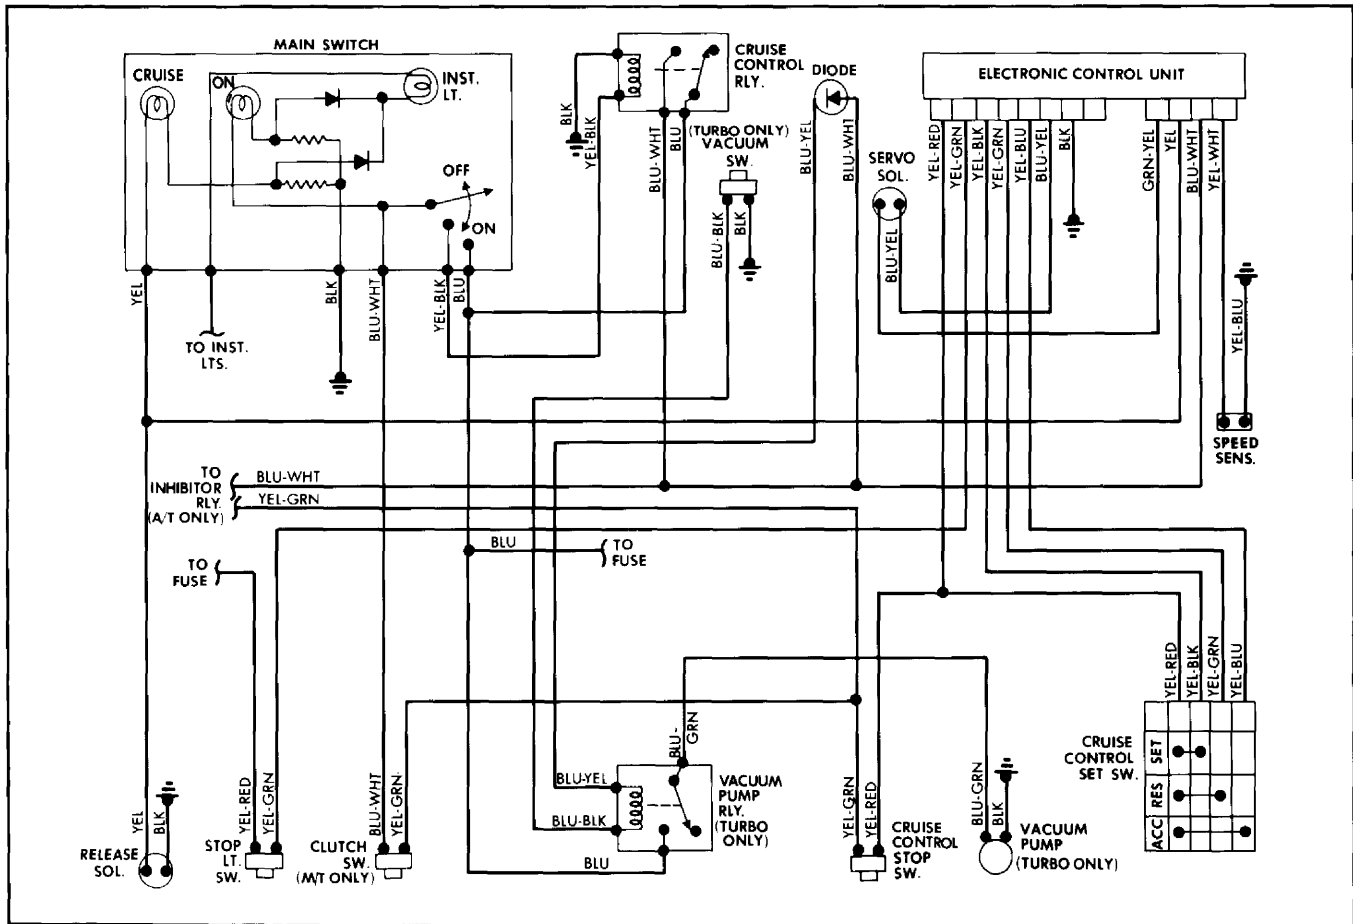 MAIN SWITCH
CRUISE
ON
INST.
LT.
OFF
ON
CRUISE
CONTROL
RLY.
BLK
YEL-BLK
BLU-WHT
BLU
(TURBO ONLY)
VACUUM
SW.
BLU-BLK
BLK
DIODE
BLU-YEL
BLU-WHT
ELECTRONIC CONTROL UNIT
SERVO
SOL.
BLU-YEL
YEL-RED
YEL-GRN
YEL-BLK
YEL-GRN
YEL-BLU
BLU-YEL
BLK
GRN-YEL
YEL
BLU-WHT
YEL-WHT
YEL-BLU
SPEED
SENS.
YEL
TO INST.
LTS.
BLK
BLU-WHT
YEL-BLK
BLU
TO
INHIBITOR
RLY.
(A/T ONLY)
BLU-WHT
YEL-GRN
TO
FUSE
BLU
TO
FUSE
YEL
BLK
RELEASE
SOL.
YEL-RED
YEL-GRN
STOP
LT.
SW.
BLU-WHT
YEL-GRN
CLUTCH
SW.
(M/T ONLY)
BLU-YEL
BLU-BLK
BLU
BLU-
GRN
VACUUM
PUMP
RLY.
(TURBO
ONLY)
YEL-GRN
YEL-RED
CRUISE
CONTROL
STOP
SW.
BLU-GRN
BLK
VACUUM
PUMP
(TURBO ONLY)
YEL-RED
YEL-BLK
YEL-GRN
YEL-BLU
CRUISE
CONTROL
SET SW.
SET
RES
ACC